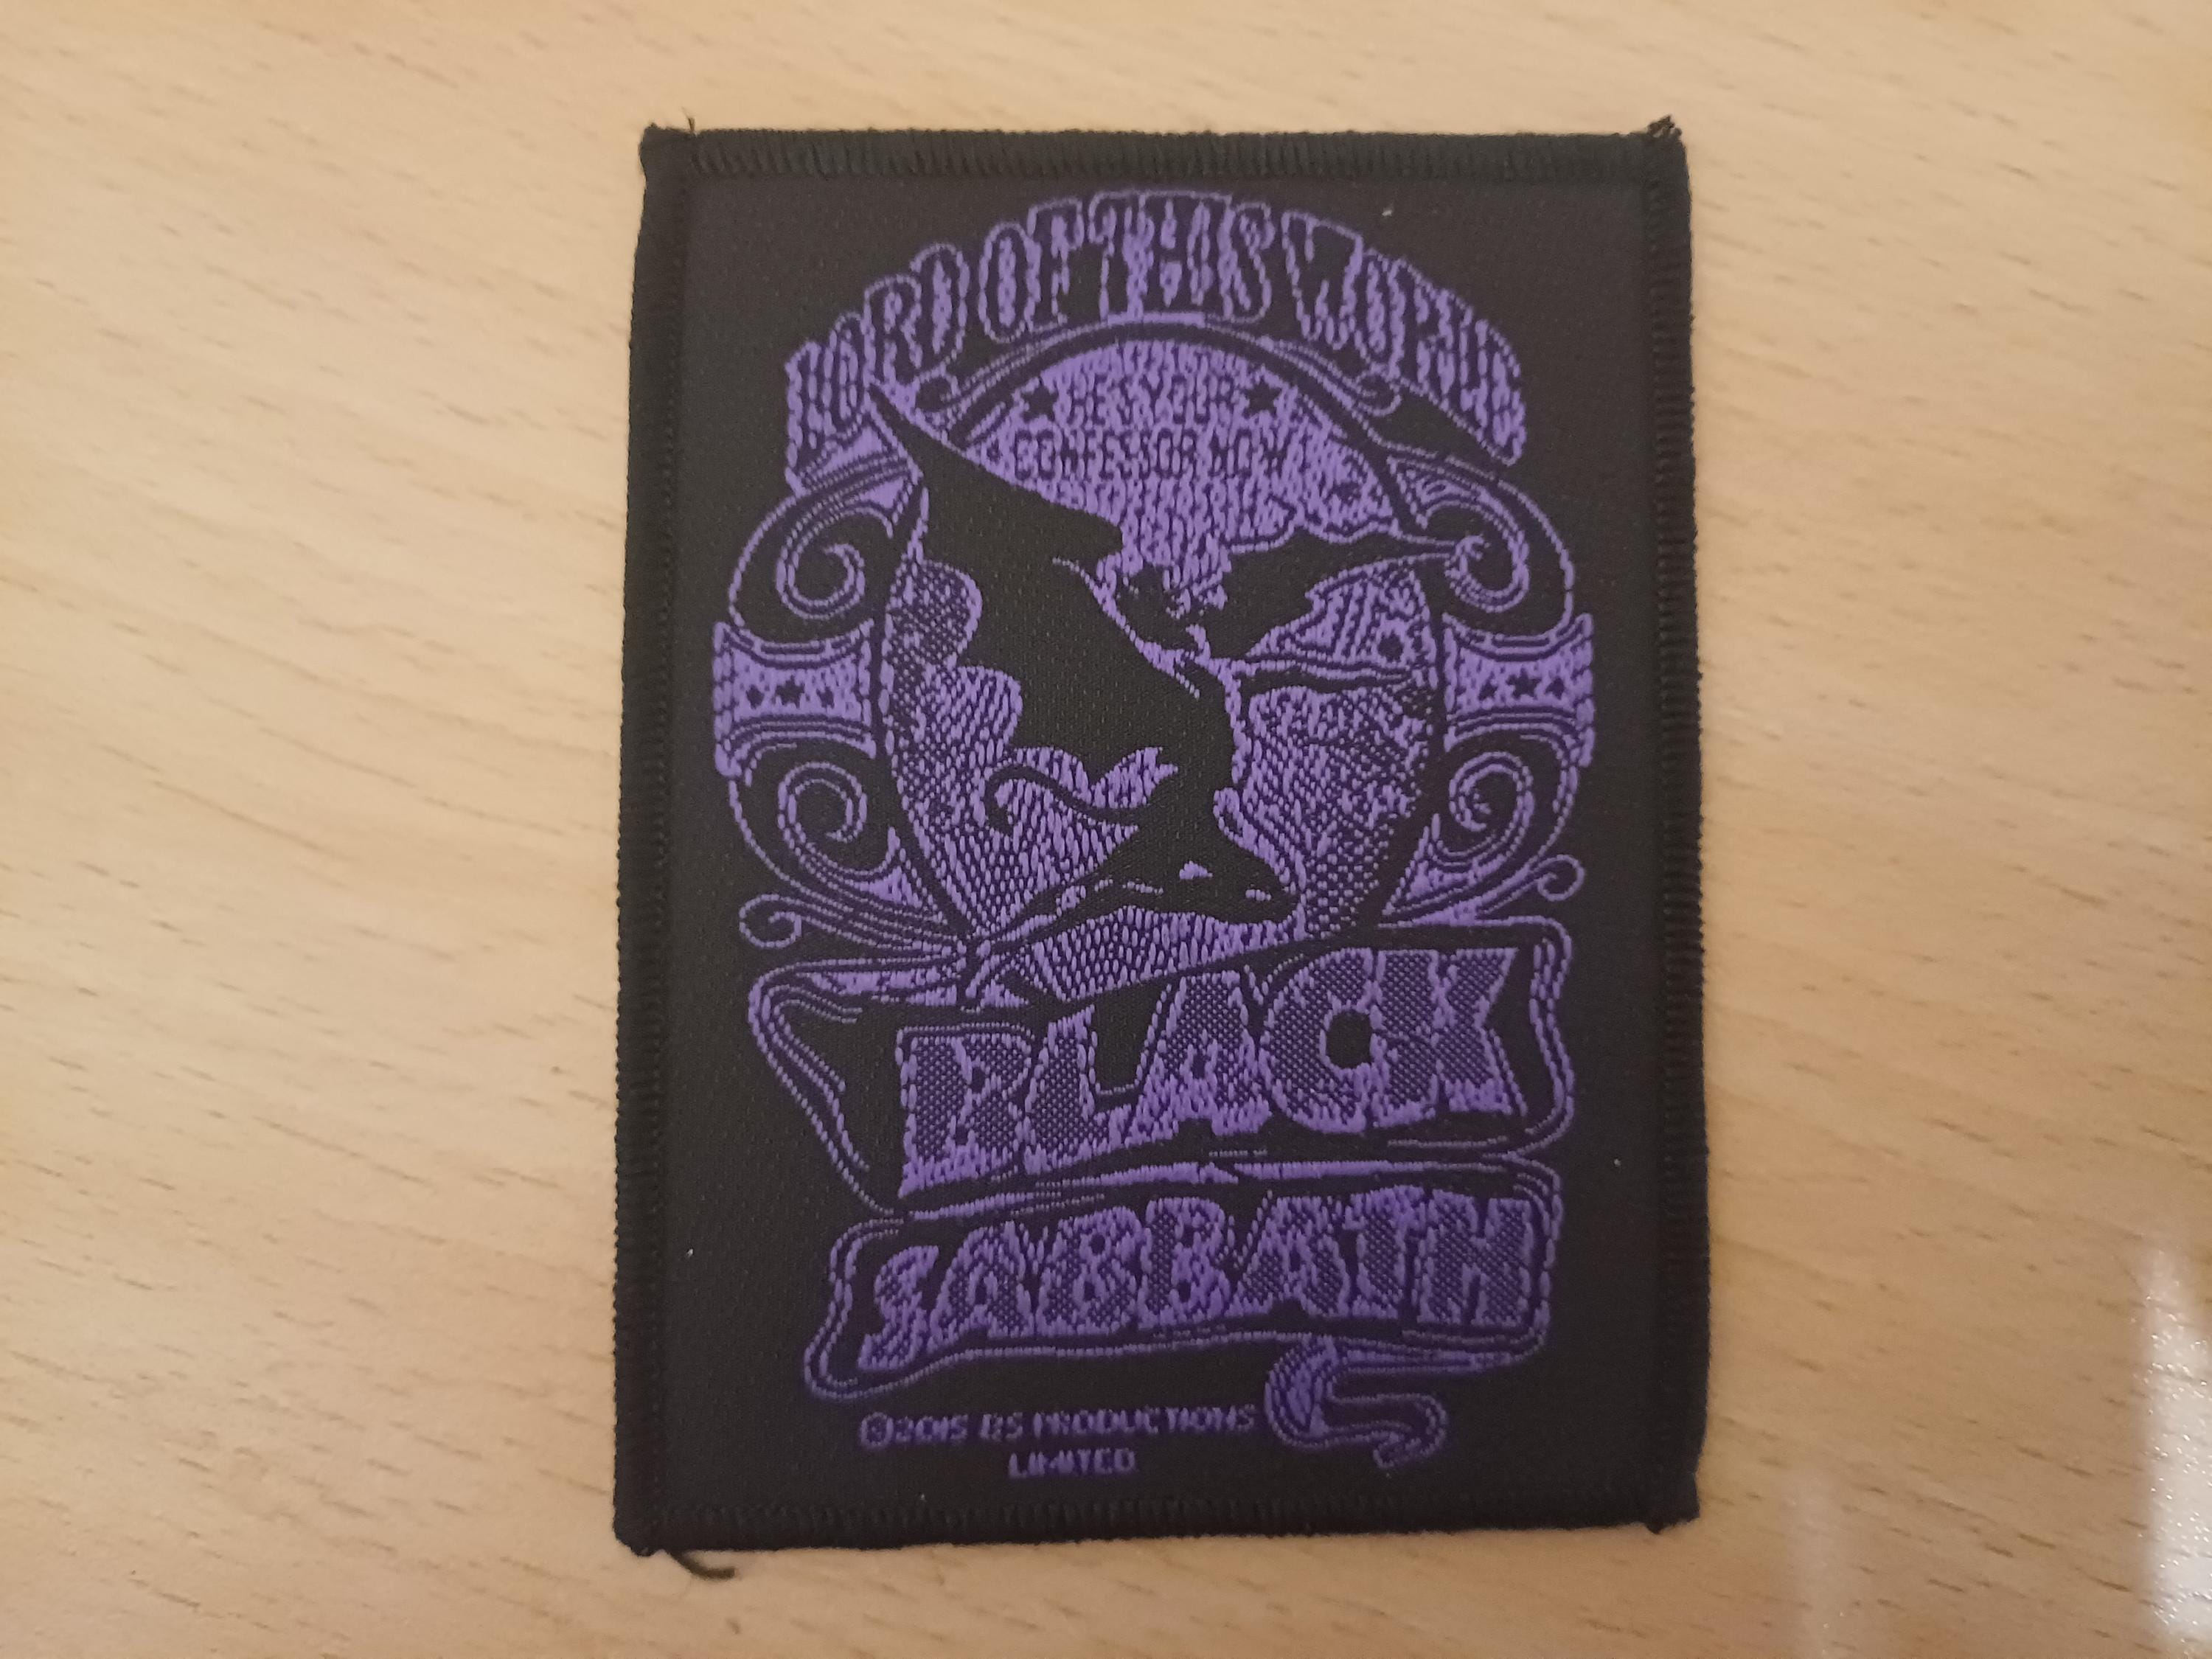 LORD OF THIS WORLD
HE'S YOUR
CONFESSOR NOW
BLACK
SABBATH
©2015 BS PRODUCTIONS
LIMITED